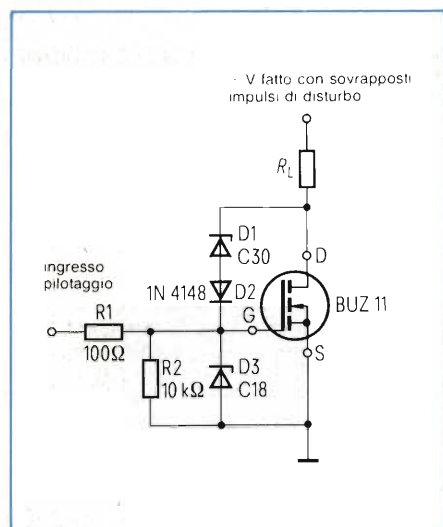 V fatto con sovrapposti
impulsi di disturbo
R_L
D1
C30
D
ingresso
pilotaggio
1N 4148
D2
BUZ 11
R1
G
100Ω
S
R2
10 kΩ
D3
C18